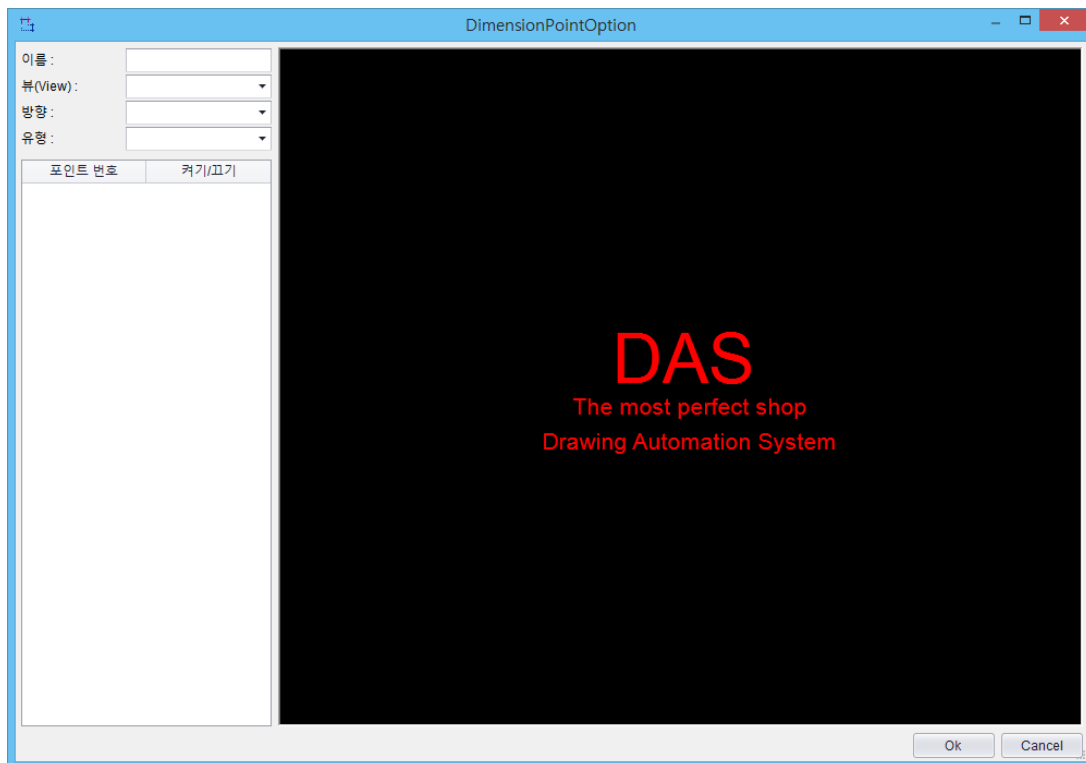 DimensionPointOption
이름 :
뷰(View) :
방향 :
유형 :
포인트 번호 켜기/끄기
DAS
The most perfect shop
Drawing Automation System
Ok Cancel